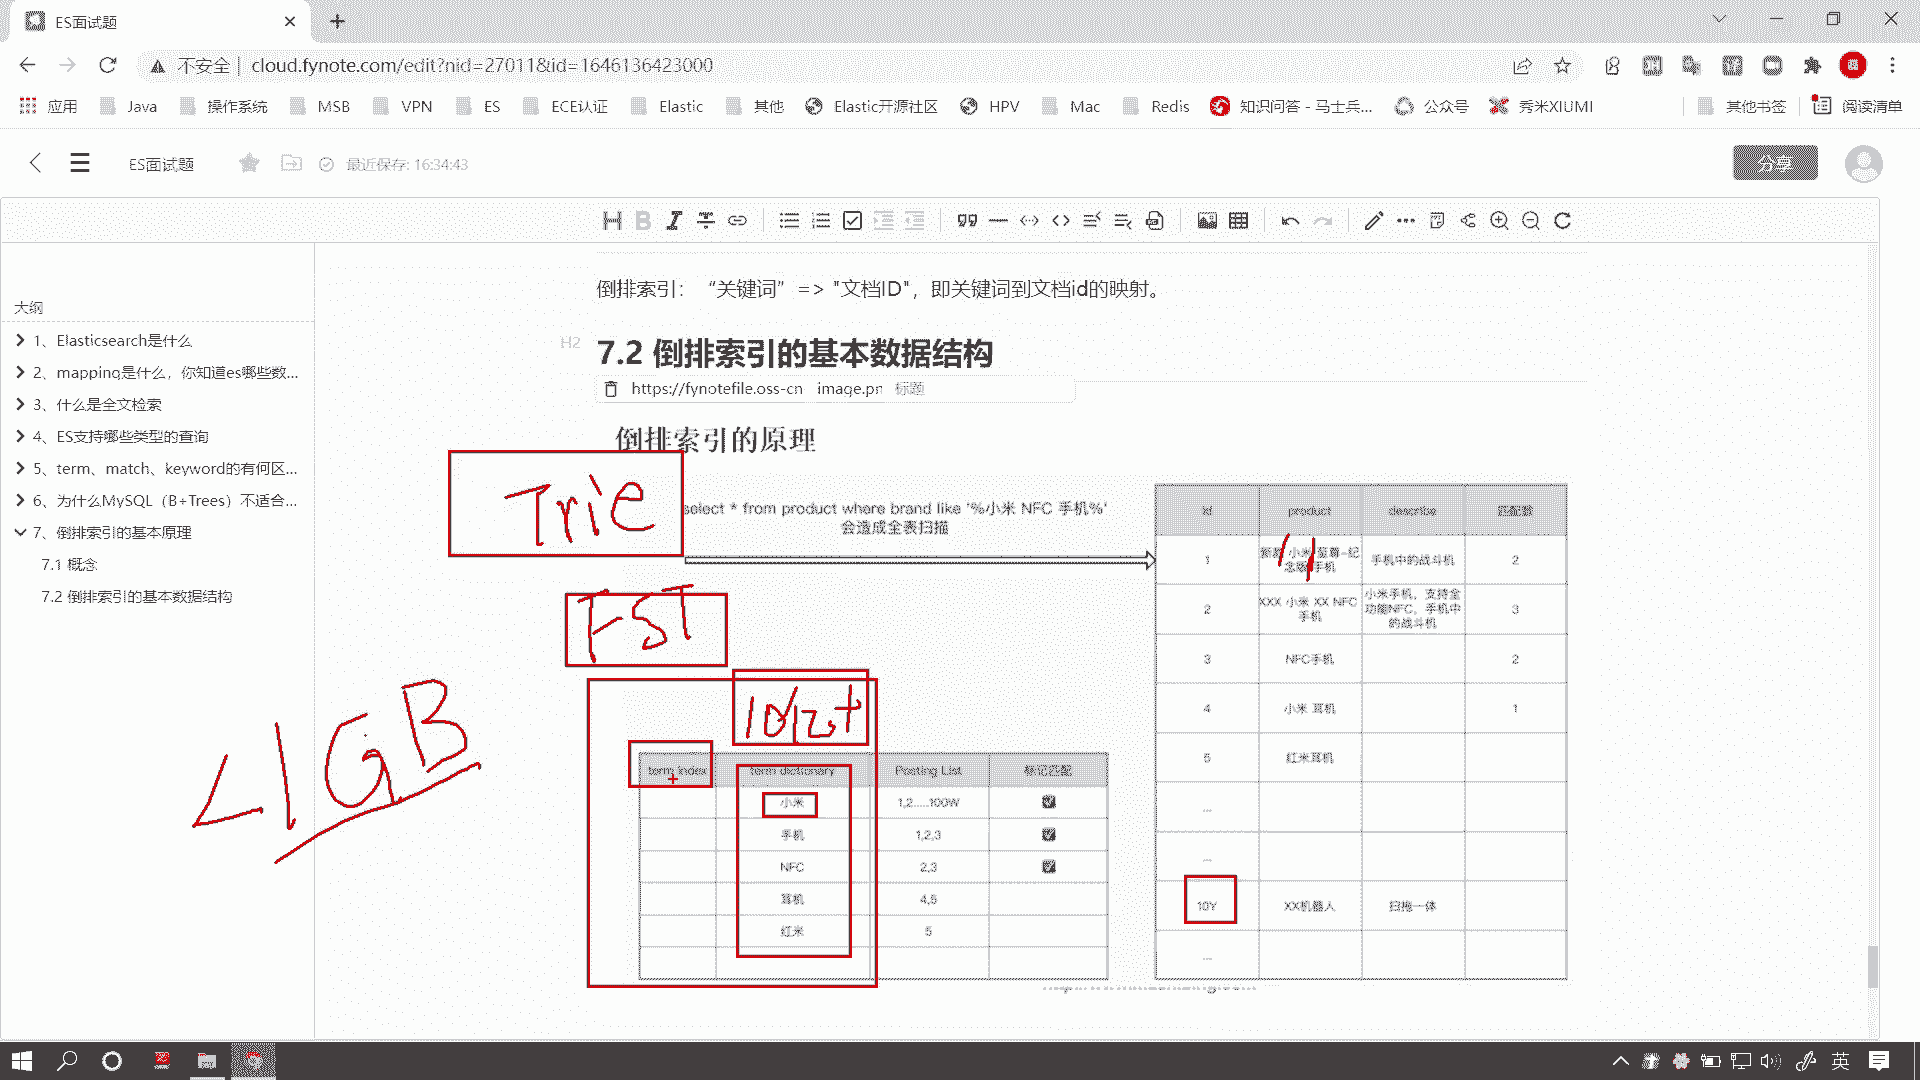 ES面试题
不安全 | cloud.fynote.com/edit?nid=27011&id=1646136423000
应用 Java 操作系统 MSB VPN ES ECE认证 Elastic 其他 Elastic开源社区 HPV Mac Redis 知识问答 - 马士兵... 公众号 秀米XIUMI 其他书签 阅读清单
ES面试题 最近保存: 16:34:43 分享
大纲
1、Elasticsearch是什么
2、mapping是什么，你知道es哪些数...
3、什么是全文检索
4、ES支持哪些类型的查询
5、term、match、keyword的有何区...
6、为什么MySQL（B+Trees）不适合...
7、倒排索引的基本原理
7.1 概念
7.2 倒排索引的基本数据结构
倒排索引：“关键词” => "文档ID"，即关键词到文档id的映射。
H2 7.2 倒排索引的基本数据结构
https://fynotefile.oss-cn image.pn 标题
倒排索引的原理
Trie
select * from product where brand like '%小米 NFC 手机%'
会造成全表扫描
FST
<1GB
term index term dictionary Posting List 标记匹配
小米 1,2.....100W
手机 1,2,3
NFC 2,3
耳机 4,5
红米 5
id product describe 匹配数
1 手机中的战斗机 2
2 XXX 小米 XX NFC 手机 小米手机，支持全功能NFC，手机中的战斗机 3
3 NFC手机 2
4 小米 耳机 1
5 红米耳机
...
...
10Y XX机器人 扫拖一体
...
英